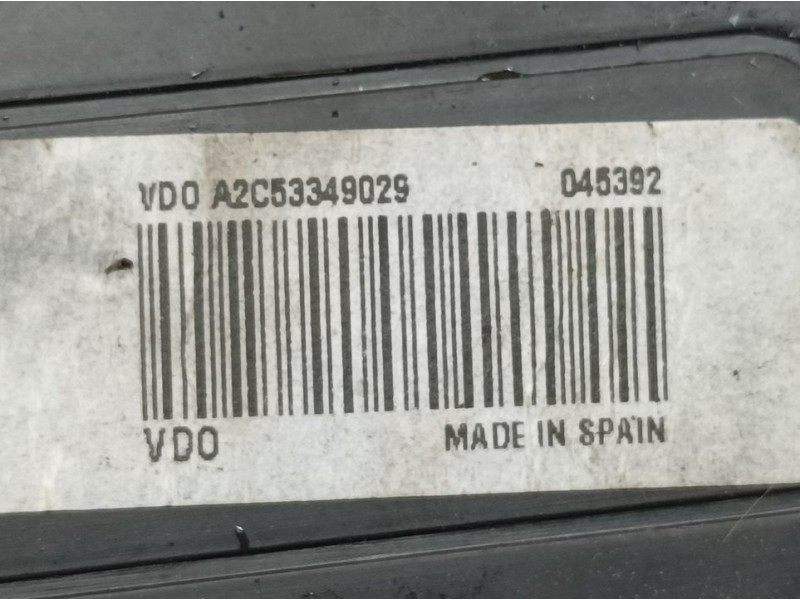 VDO A2C53349029 045392
VDO MADE IN SPAIN